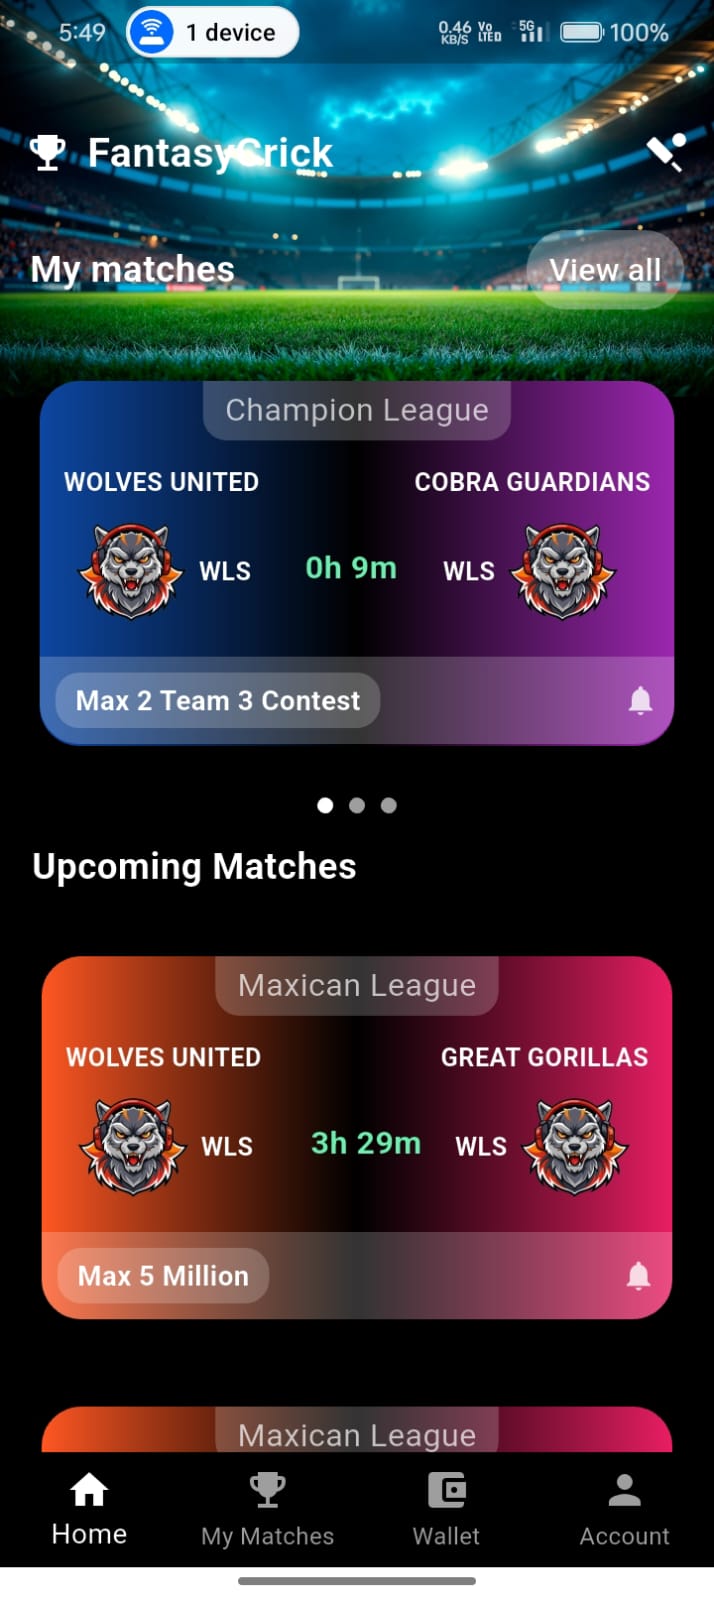 5:49 1 device 0.46 KB/S Vo LTED 5G 100%
FantasyCrick
My matches View all
Champion League
WOLVES UNITED COBRA GUARDIANS
WLS 0h 9m WLS
Max 2 Team 3 Contest
Upcoming Matches
Maxican League
WOLVES UNITED GREAT GORILLAS
WLS 3h 29m WLS
Max 5 Million
Maxican League
Home My Matches Wallet Account